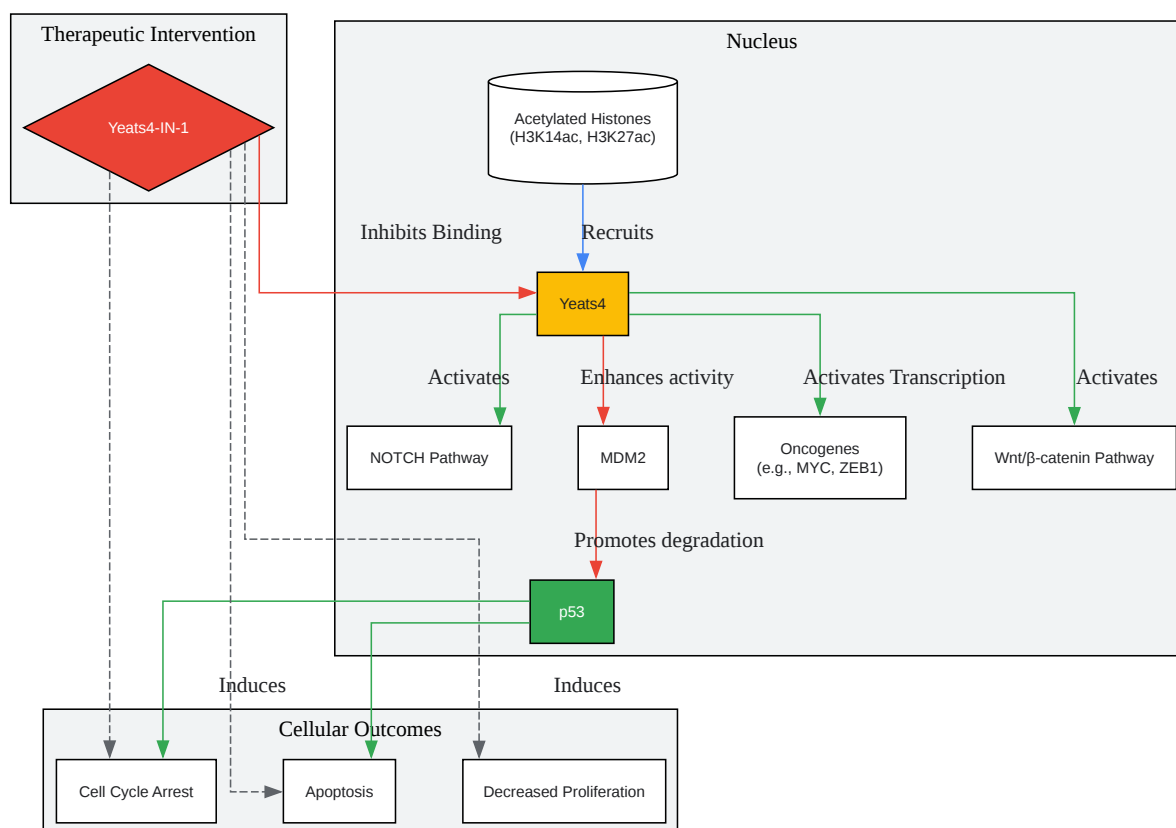 Therapeutic Intervention
Nucleus
Yeats4-IN-1
Acetylated Histones
(H3K14ac, H3K27ac)
Inhibits Binding
Recruits
Yeats4
Activates
Enhances activity
Activates Transcription
Activates
NOTCH Pathway
MDM2
Oncogenes
(e.g., MYC, ZEB1)
Wnt/β-catenin Pathway
Promotes degradation
p53
Induces
Induces
Cellular Outcomes
Cell Cycle Arrest
Apoptosis
Decreased Proliferation